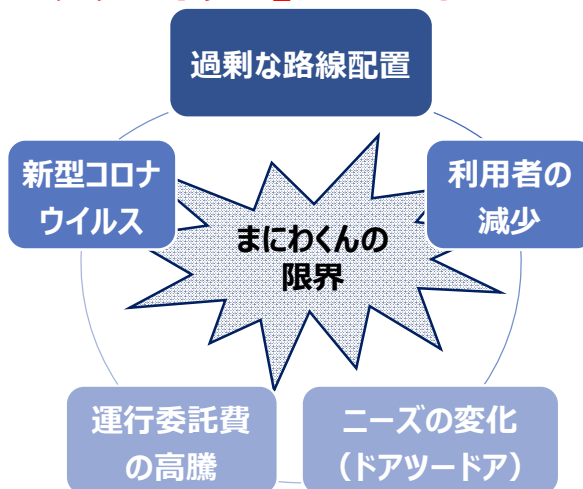 過剰な路線配置
新型コロナ
ウイルス
利用者の
減少
まにわくんの
限界
運行委託費
の高騰
ニーズの変化
（ドアツードア）